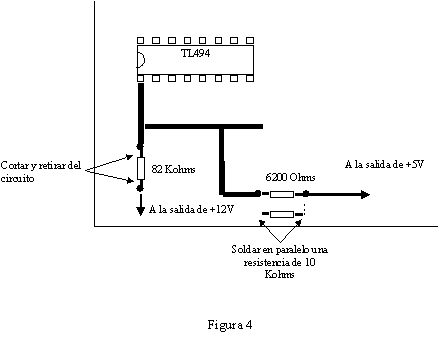 TL494
Cortar y retirar del
circuito
82 Kohms
6200 Ohms
A la salida de +5V
A la salida de +12V
Soldar en paralelo una
resistencia de 10
Kohms
Figura 4